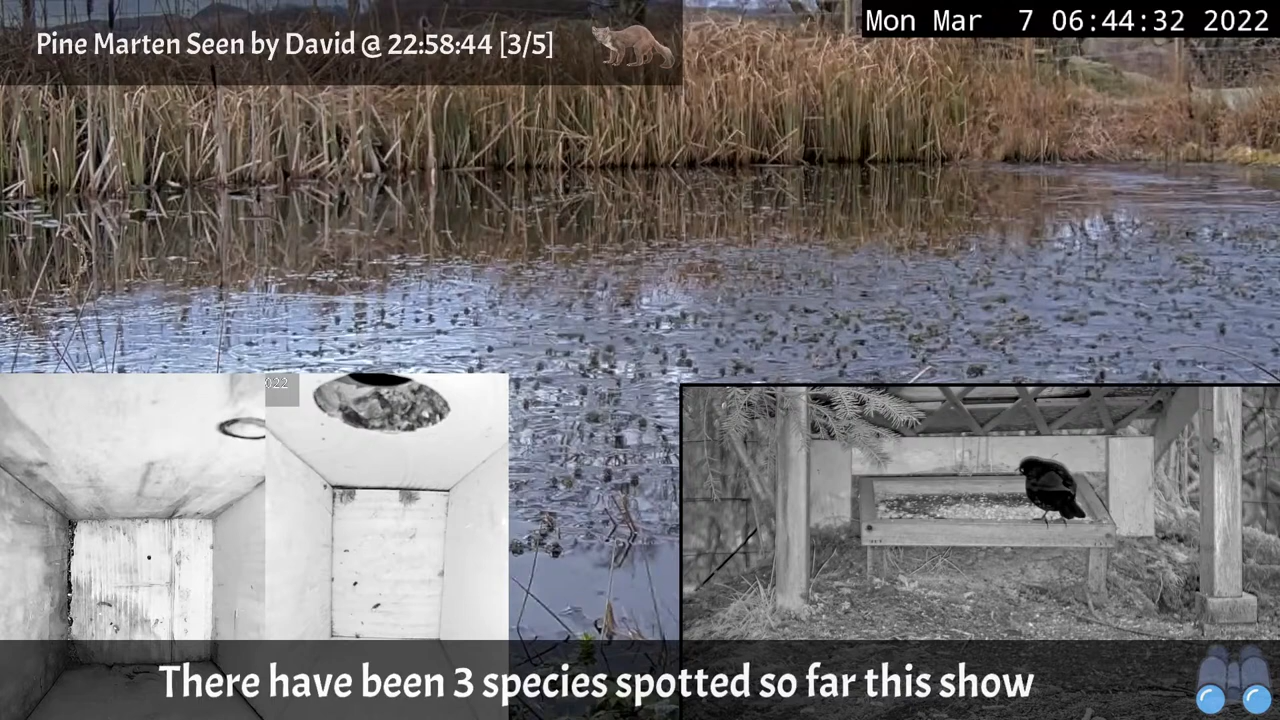 Pine Marten Seen by David @ 22:58:44 [3/5]
Mon Mar 7 06:44:32 2022
022
There have been 3 species spotted so far this show